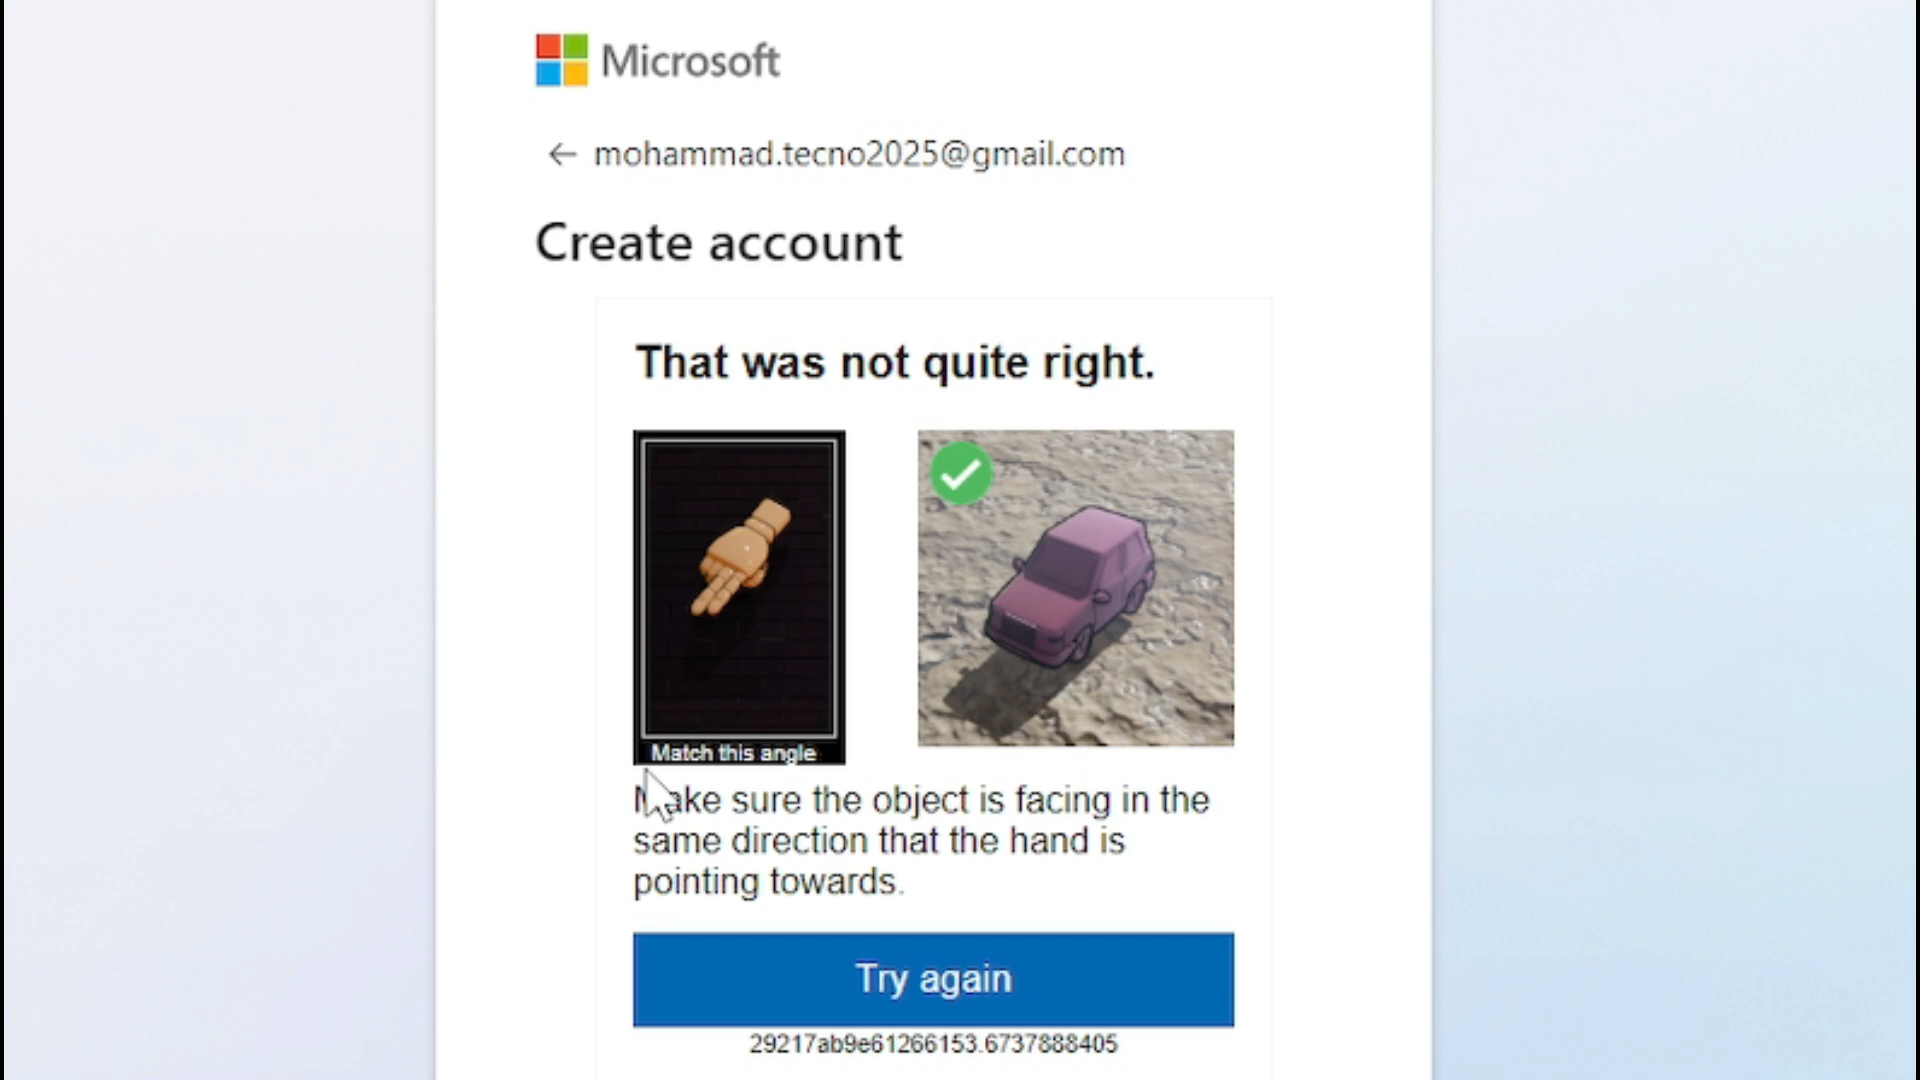 Microsoft
← mohammad.tecno2025@gmail.com
Create account
That was not quite right.
Match this angle
Make sure the object is facing in the
same direction that the hand is
pointing towards.
Try again
29217ab9e61266153.6737888405